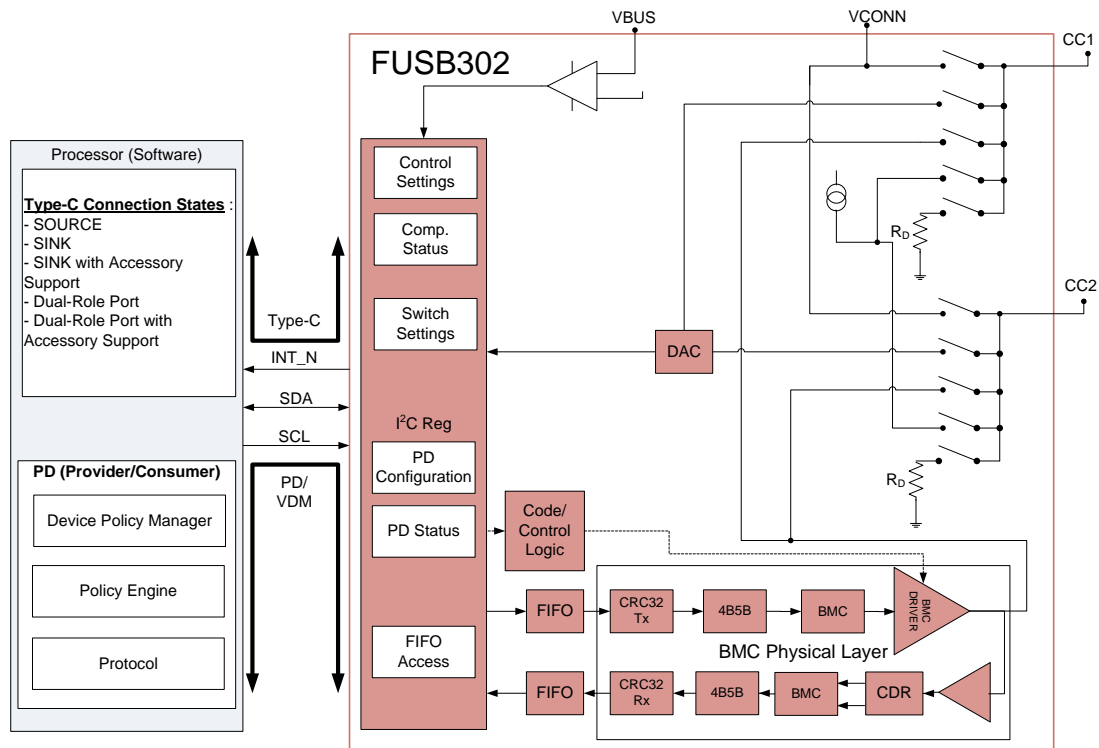 VBUS
VCONN
CC1
FUSB302
Processor (Software)
Type-C Connection States :
- SOURCE
- SINK
- SINK with Accessory
Support
- Dual-Role Port
- Dual-Role Port with
Accessory Support
Type-C
INT_N
SDA
SCL
PD (Provider/Consumer)
Device Policy Manager
Policy Engine
Protocol
PD/
VDM
Control
Settings
Comp.
Status
Switch
Settings
I²C Reg
PD
Configuration
PD Status
FIFO
Access
Code/
Control
Logic
DAC
RD
CC2
RD
FIFO
CRC32
Tx
4B5B
BMC
BMC
DRIVER
BMC Physical Layer
FIFO
CRC32
Rx
4B5B
BMC
CDR